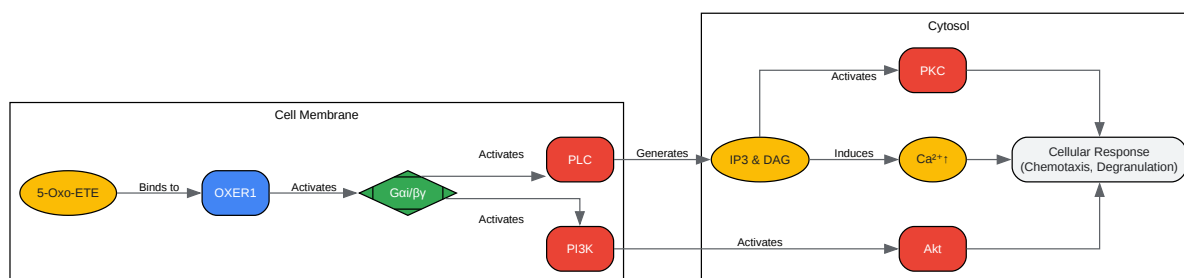 Cytosol
PKC
Activates
Cell Membrane
Activates
PLC
Generates
IP3 & DAG
Induces
Ca²⁺↑
Cellular Response
(Chemotaxis, Degranulation)
5-Oxo-ETE
Binds to
OXER1
Activates
Gαi/βγ
Activates
PI3K
Activates
Akt